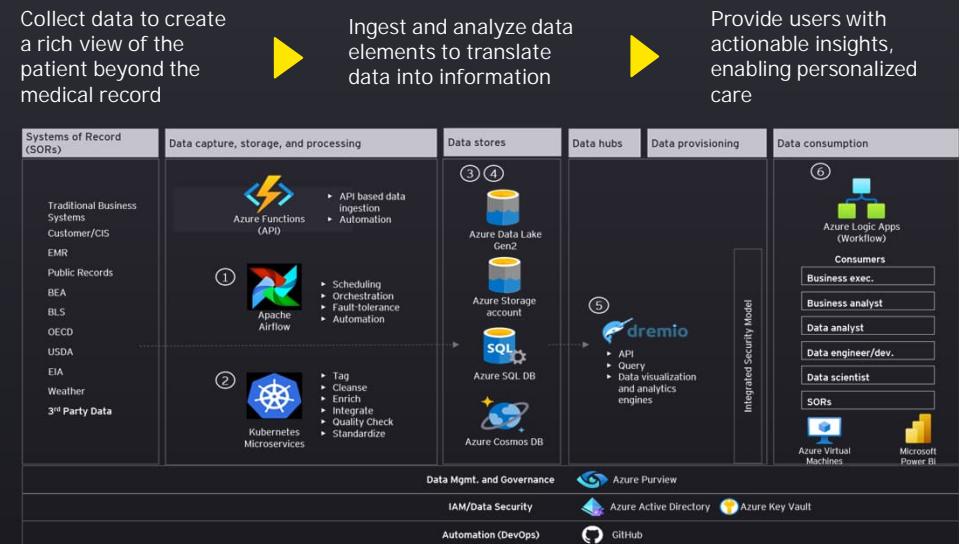 Collect data to create
a rich view of the
patient beyond the
medical record
Ingest and analyze data
elements to translate
data into information
Provide users with
actionable insights,
enabling personalized
care
Systems of Record
(SORs)
Data capture, storage, and processing
Data stores
Data hubs
Data provisioning
Data consumption
Traditional Business
Systems
Customer/CIS
EMR
Public Records
BEA
BLS
OECD
USDA
EIA
Weather
3rd Party Data
Azure Functions
(API)
► API based data
ingestion
► Automation
1
Apache
Airflow
► Scheduling
► Orchestration
► Fault-tolerance
► Automation
2
Kubernetes
Microservices
► Tag
► Cleanse
► Enrich
► Integrate
► Quality Check
► Standardize
3 4
Azure Data Lake
Gen2
Azure Storage
account
SQL
Azure SQL DB
Azure Cosmos DB
5
dremio
► API
► Query
► Data visualization
and analytics
engines
Integrated Security Model
6
Azure Logic Apps
(Workflow)
Consumers
Business exec.
Business analyst
Data analyst
Data engineer/dev.
Data scientist
SORs
Azure Virtual
Machines
Microsoft
Power Bi
Data Mgmt. and Governance
Azure Purview
IAM/Data Security
Azure Active Directory
Azure Key Vault
Automation (DevOps)
GitHub